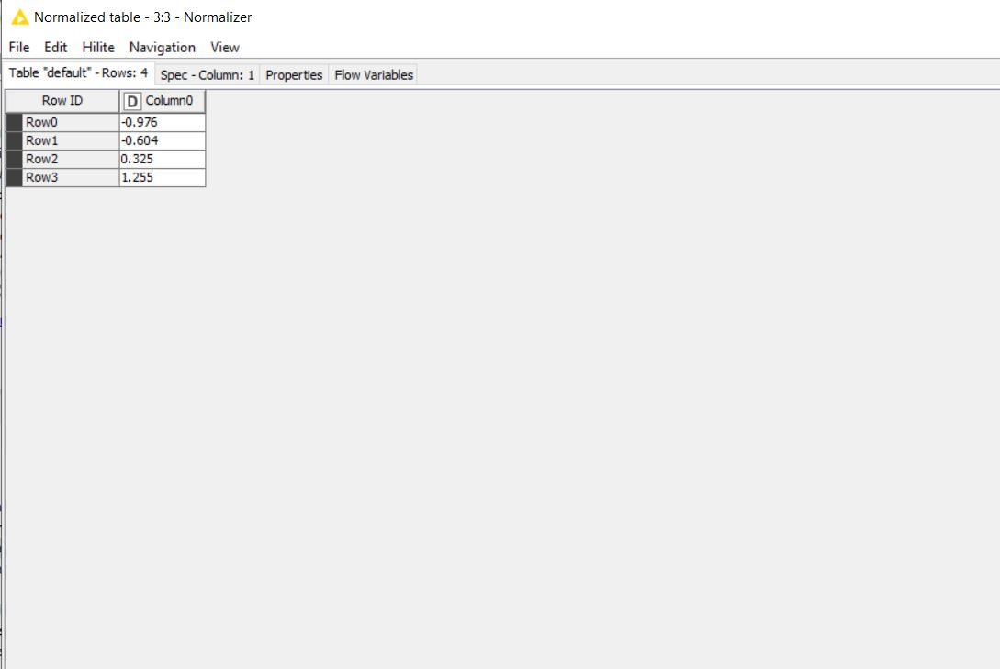 Normalized table - 3:3 - Normalizer
File Edit Hilite Navigation View
Table "default" - Rows: 4 Spec - Column: 1 Properties Flow Variables
Row ID D Column0
Row0 -0.976
Row1 -0.604
Row2 0.325
Row3 1.255